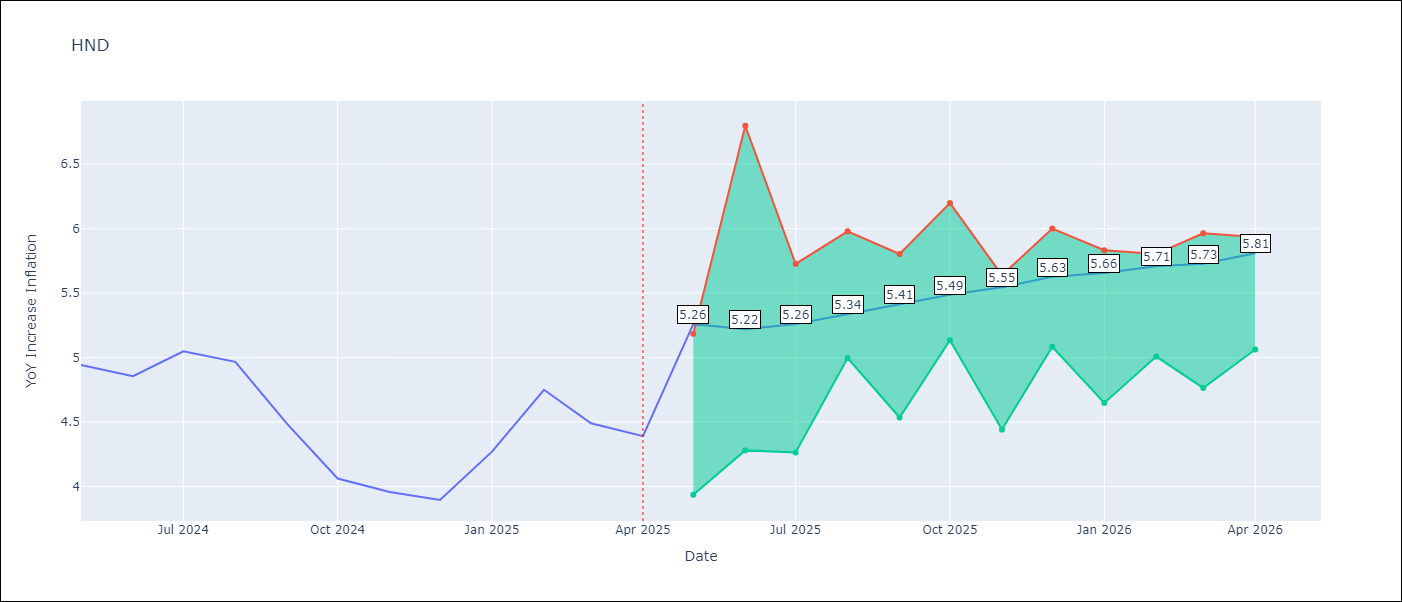 HND
YoY Increase Inflation
6.5
6
5.5
5
4.5
4
5.26
5.22
5.26
5.34
5.41
5.49
5.55
5.63
5.66
5.71
5.73
5.81
Jul 2024
Oct 2024
Jan 2025
Apr 2025
Jul 2025
Oct 2025
Jan 2026
Apr 2026
Date